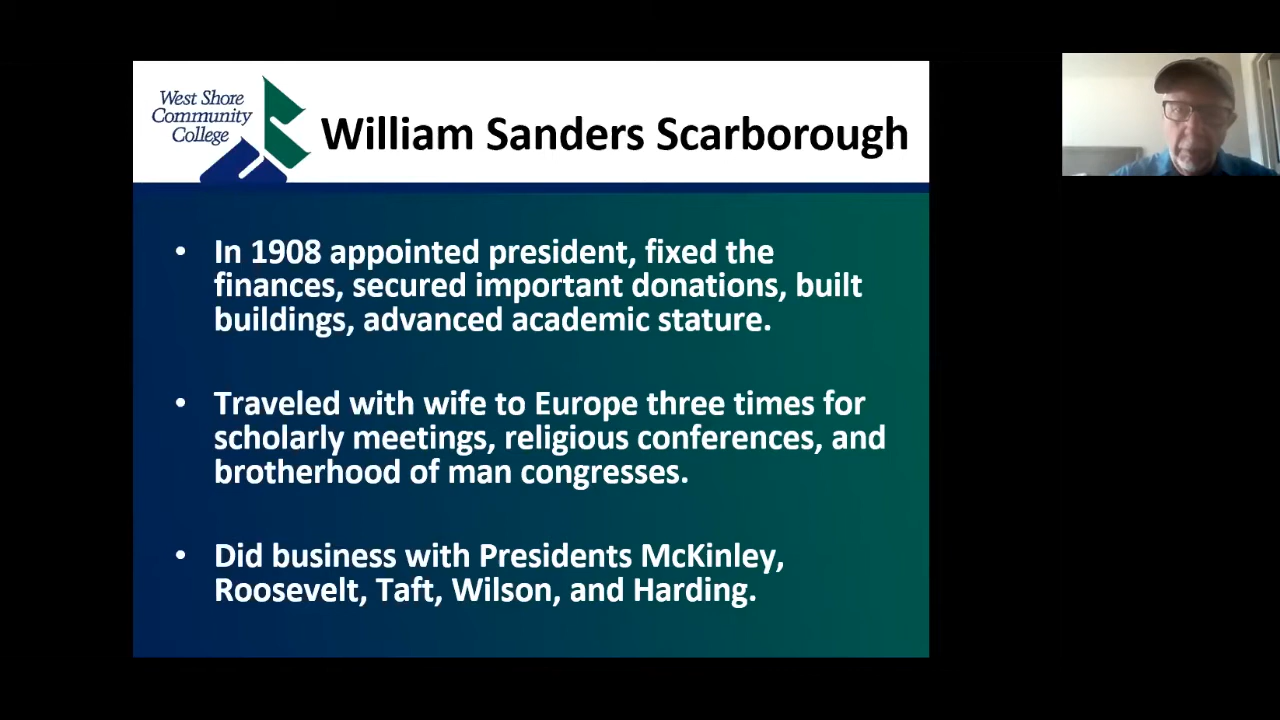 West Shore
Community
College
William Sanders Scarborough
• In 1908 appointed president, fixed the
finances, secured important donations, built
buildings, advanced academic stature.
• Traveled with wife to Europe three times for
scholarly meetings, religious conferences, and
brotherhood of man congresses.
• Did business with Presidents McKinley,
Roosevelt, Taft, Wilson, and Harding.